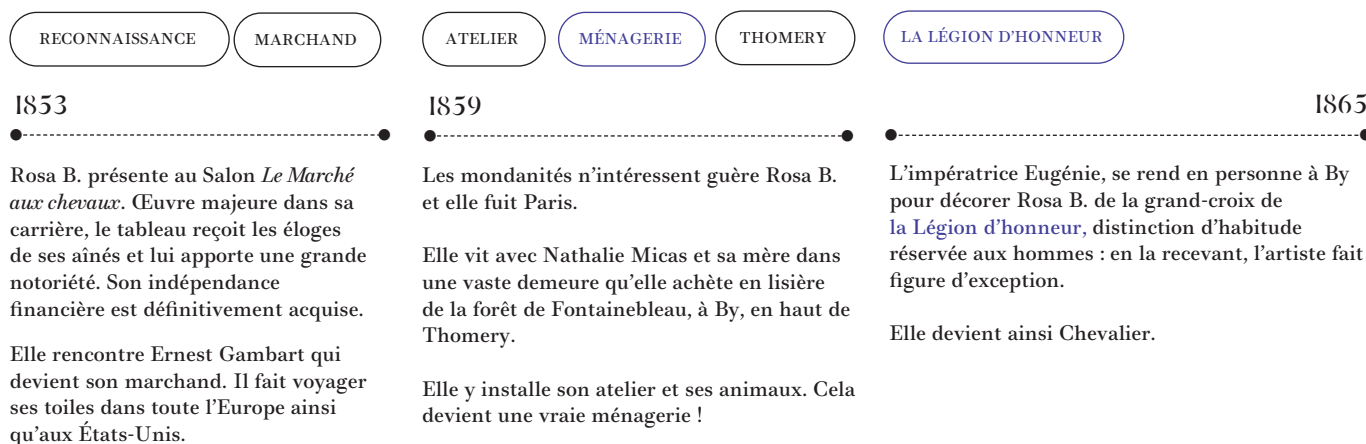 RECONNAISSANCE
MARCHAND
1853
Rosa B. présente au Salon Le Marché
aux chevaux. Œuvre majeure dans sa
carrière, le tableau reçoit les éloges
de ses aînés et lui apporte une grande
notoriété. Son indépendance
financière est définitivement acquise.
Elle rencontre Ernest Gambart qui
devient son marchand. Il fait voyager
ses toiles dans toute l'Europe ainsi
qu'aux États-Unis.
ATELIER
MÉNAGERIE
THOMERY
1859
Les mondanités n'intéressent guère Rosa B.
et elle fuit Paris.
Elle vit avec Nathalie Micas et sa mère dans
une vaste demeure qu'elle achète en lisière
de la forêt de Fontainebleau, à By, en haut de
Thomery.
Elle y installe son atelier et ses animaux. Cela
devient une vraie ménagerie !
LA LÉGION D'HONNEUR
1865
L'impératrice Eugénie, se rend en personne à By
pour décorer Rosa B. de la grand-croix de
la Légion d'honneur, distinction d'habitude
réservée aux hommes : en la recevant, l'artiste fait
figure d'exception.
Elle devient ainsi Chevalier.